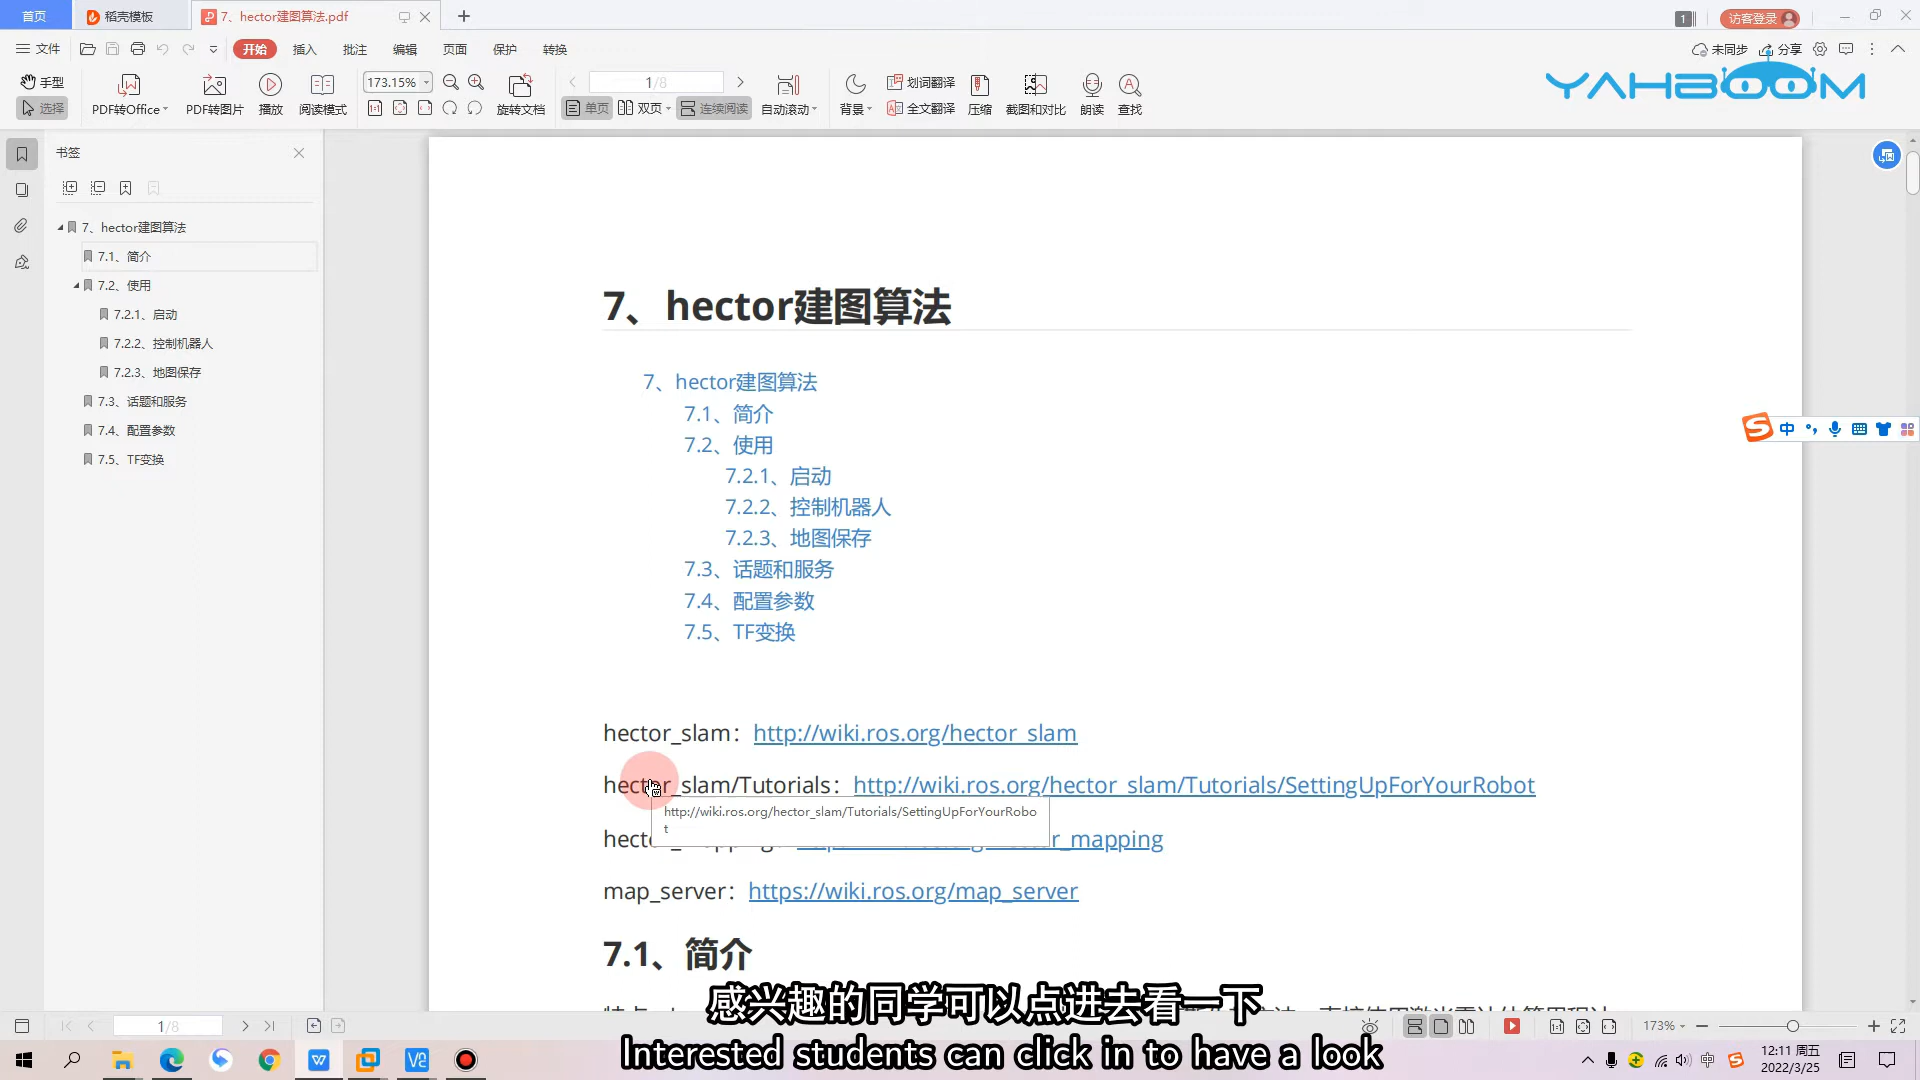 首页
稻壳模板
7、hector建图算法.pdf
1
访客登录
文件
开始
插入
批注
编辑
页面
保护
转换
未同步
分享
手型
选择
PDF转Office
PDF转图片
播放
阅读模式
173.15%
旋转文档
1/8
单页
双页
连续阅读
自动滚动
背景
划词翻译
全文翻译
压缩
截图和对比
朗读
查找
YAHBOOM
书签
7、hector建图算法
7.1、简介
7.2、使用
7.2.1、启动
7.2.2、控制机器人
7.2.3、地图保存
7.3、话题和服务
7.4、配置参数
7.5、TF变换
7、hector建图算法
7、hector建图算法
7.1、简介
7.2、使用
7.2.1、启动
7.2.2、控制机器人
7.2.3、地图保存
7.3、话题和服务
7.4、配置参数
7.5、TF变换
中
hector_slam：http://wiki.ros.org/hector_slam
hector_slam/Tutorials：http://wiki.ros.org/hector_slam/Tutorials/SettingUpForYourRobot
http://wiki.ros.org/hector_slam/Tutorials/SettingUpForYourRobo
t
r_mapping
map_server：https://wiki.ros.org/map_server
7.1、简介
感兴趣的同学可以点进去看一下
Interested students can click in to have a look
1/8
173%
中
12:11 周五
2022/3/25